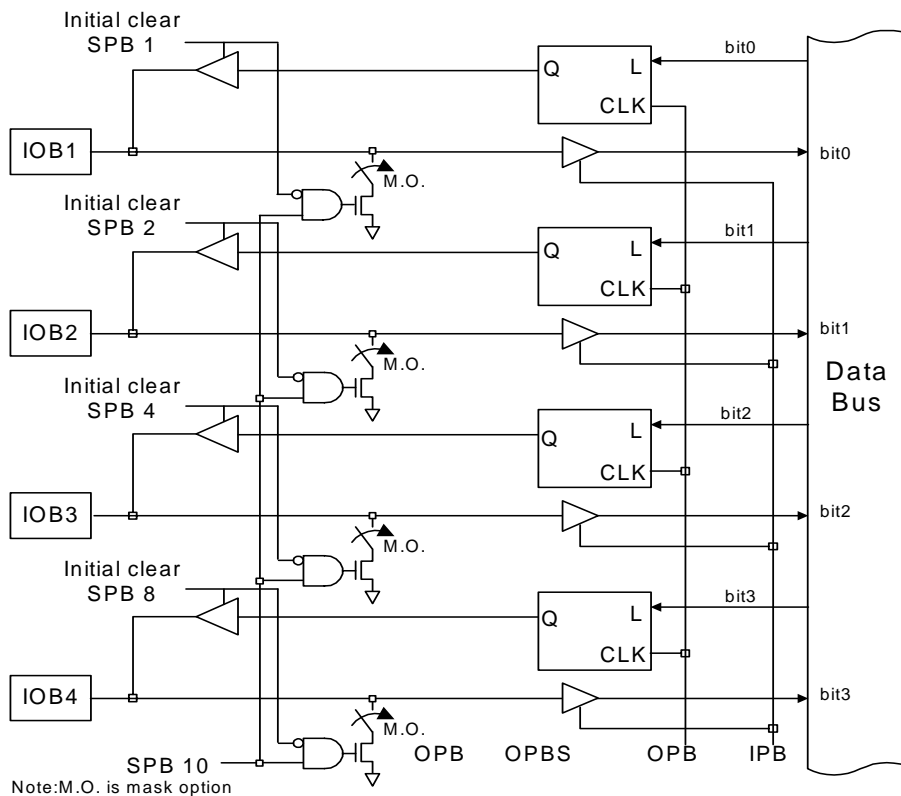 Initial clear
SPB 1
Q
L
CLK
bit0
IOB1
bit0
M.O.
Initial clear
SPB 2
Q
L
CLK
bit1
IOB2
bit1
M.O.
Data
Bus
Initial clear
SPB 4
Q
L
CLK
bit2
IOB3
bit2
M.O.
Initial clear
SPB 8
Q
L
CLK
bit3
IOB4
bit3
M.O.
SPB 10
OPB
OPBS
OPB
IPB
Note:M.O. is mask option